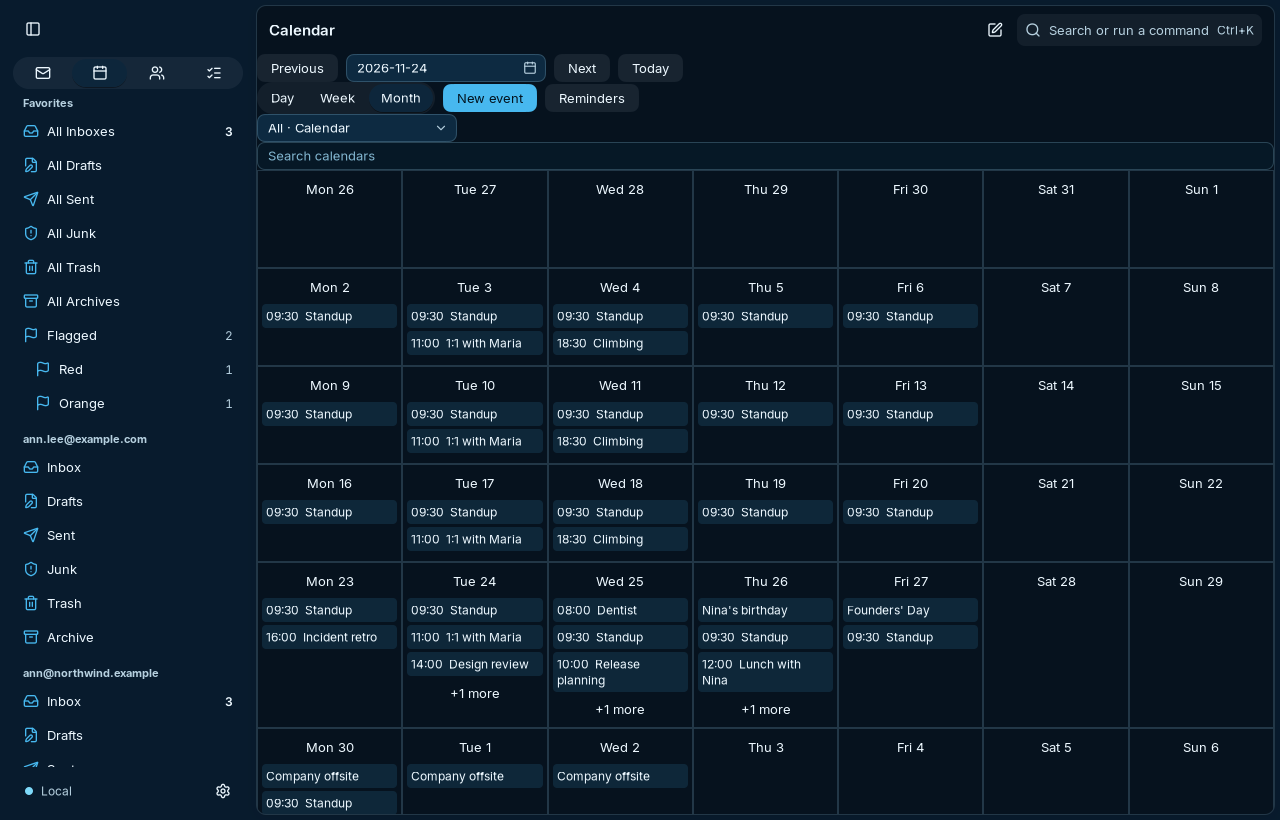 Calendar
Search or run a command Ctrl+K
Previous
2026-11-24
Next
Today
Day
Week
Month
New event
Reminders
All · Calendar
Search calendars
Favorites
All Inboxes 3
All Drafts
All Sent
All Junk
All Trash
All Archives
Flagged 2
Red 1
Orange 1
ann.lee@example.com
Inbox
Drafts
Sent
Junk
Trash
Archive
ann@northwind.example
Inbox 3
Drafts
Local
Mon 26
Tue 27
Wed 28
Thu 29
Fri 30
Sat 31
Sun 1
Mon 2
09:30 Standup
Tue 3
09:30 Standup
11:00 1:1 with Maria
Wed 4
09:30 Standup
18:30 Climbing
Thu 5
09:30 Standup
Fri 6
09:30 Standup
Sat 7
Sun 8
Mon 9
09:30 Standup
Tue 10
09:30 Standup
11:00 1:1 with Maria
Wed 11
09:30 Standup
18:30 Climbing
Thu 12
09:30 Standup
Fri 13
09:30 Standup
Sat 14
Sun 15
Mon 16
09:30 Standup
Tue 17
09:30 Standup
11:00 1:1 with Maria
Wed 18
09:30 Standup
18:30 Climbing
Thu 19
09:30 Standup
Fri 20
09:30 Standup
Sat 21
Sun 22
Mon 23
09:30 Standup
16:00 Incident retro
Tue 24
09:30 Standup
11:00 1:1 with Maria
14:00 Design review
+1 more
Wed 25
08:00 Dentist
09:30 Standup
10:00 Release
planning
+1 more
Thu 26
Nina's birthday
09:30 Standup
12:00 Lunch with
Nina
+1 more
Fri 27
Founders' Day
09:30 Standup
Sat 28
Sun 29
Mon 30
Company offsite
09:30 Standup
Tue 1
Company offsite
Wed 2
Company offsite
Thu 3
Fri 4
Sat 5
Sun 6